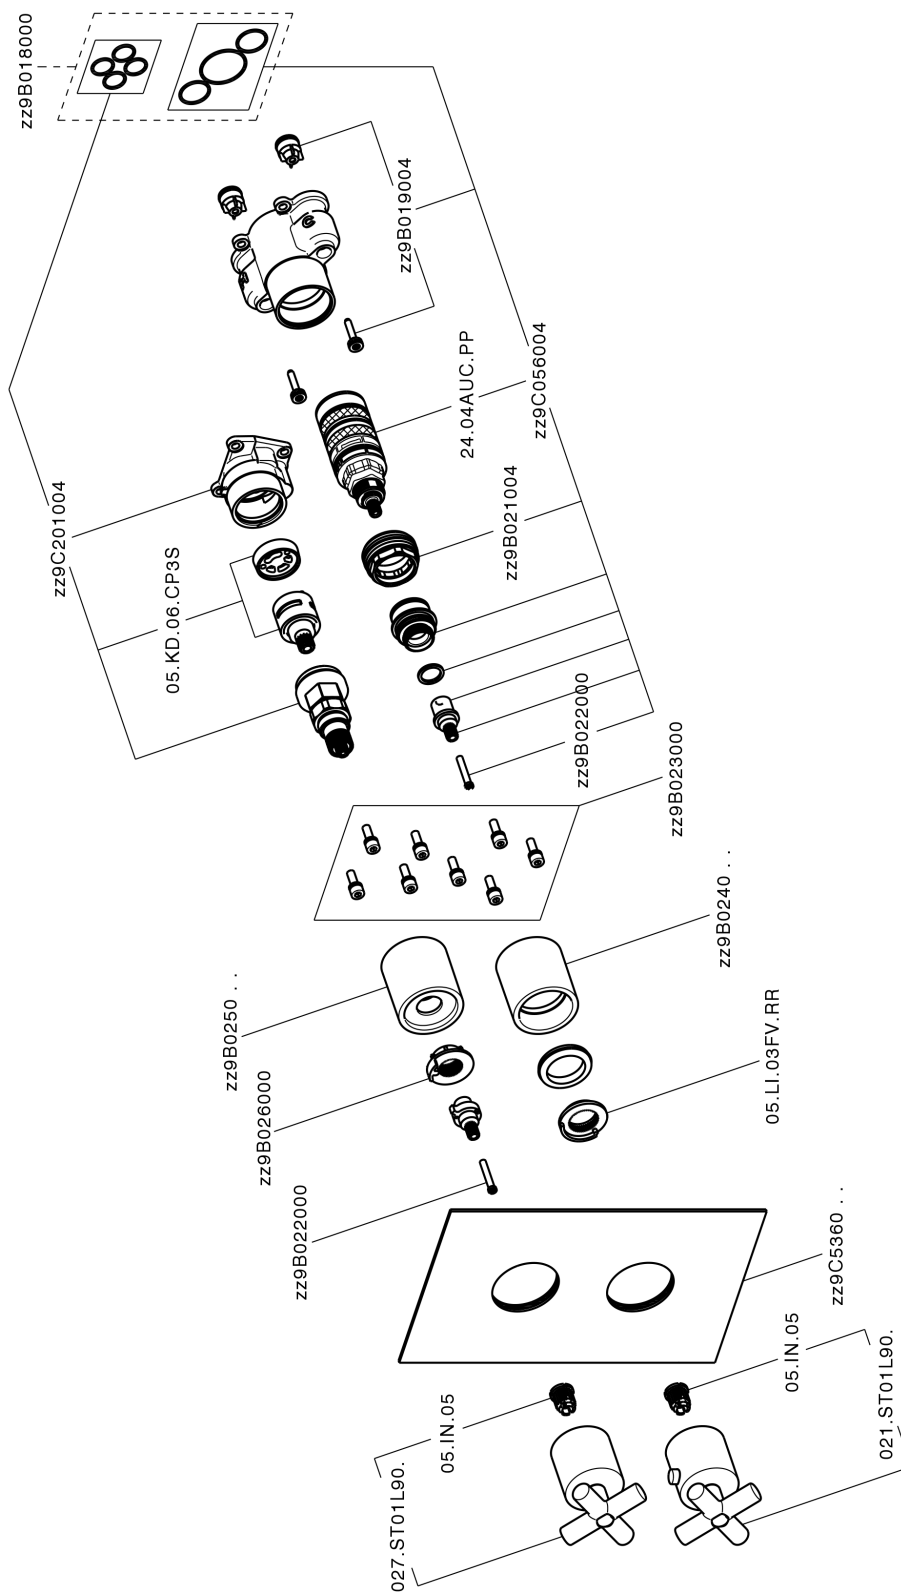 zz9B018000
zz9B019004
24.04AUC.PP
zz9C056004
zz9C201004
05.KD.06.CP3S
zz9B021004
zz9B022000
zz9B023000
zz9B0240 . .
zz9B0250 . .
zz9B026000
05.LI.03FV.RR
zz9B022000
zz9C5360 . .
05.IN.05
05.IN.05
027.ST01L90.
021.ST01L90.